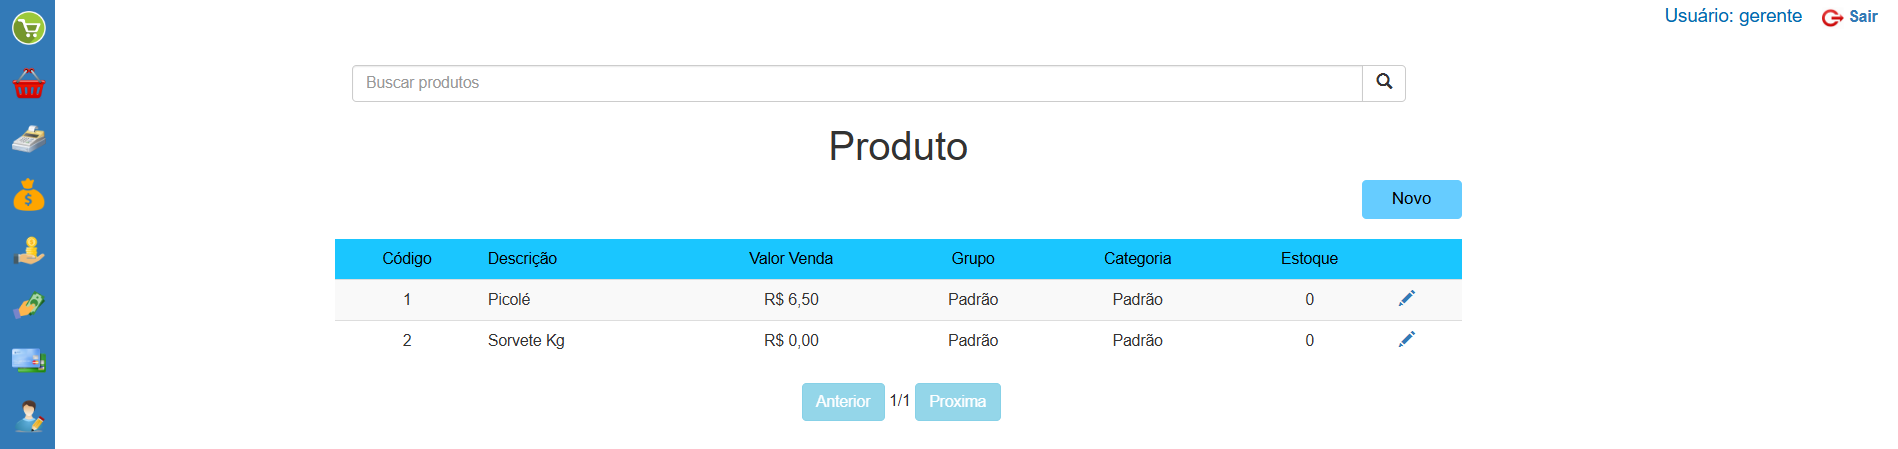 Usuário: gerente Sair
Buscar produtos
Produto
Novo
Código Descrição Valor Venda Grupo Categoria Estoque
1 Picolé R$ 6,50 Padrão Padrão 0
2 Sorvete Kg R$ 0,00 Padrão Padrão 0
Anterior 1/1 Proxima